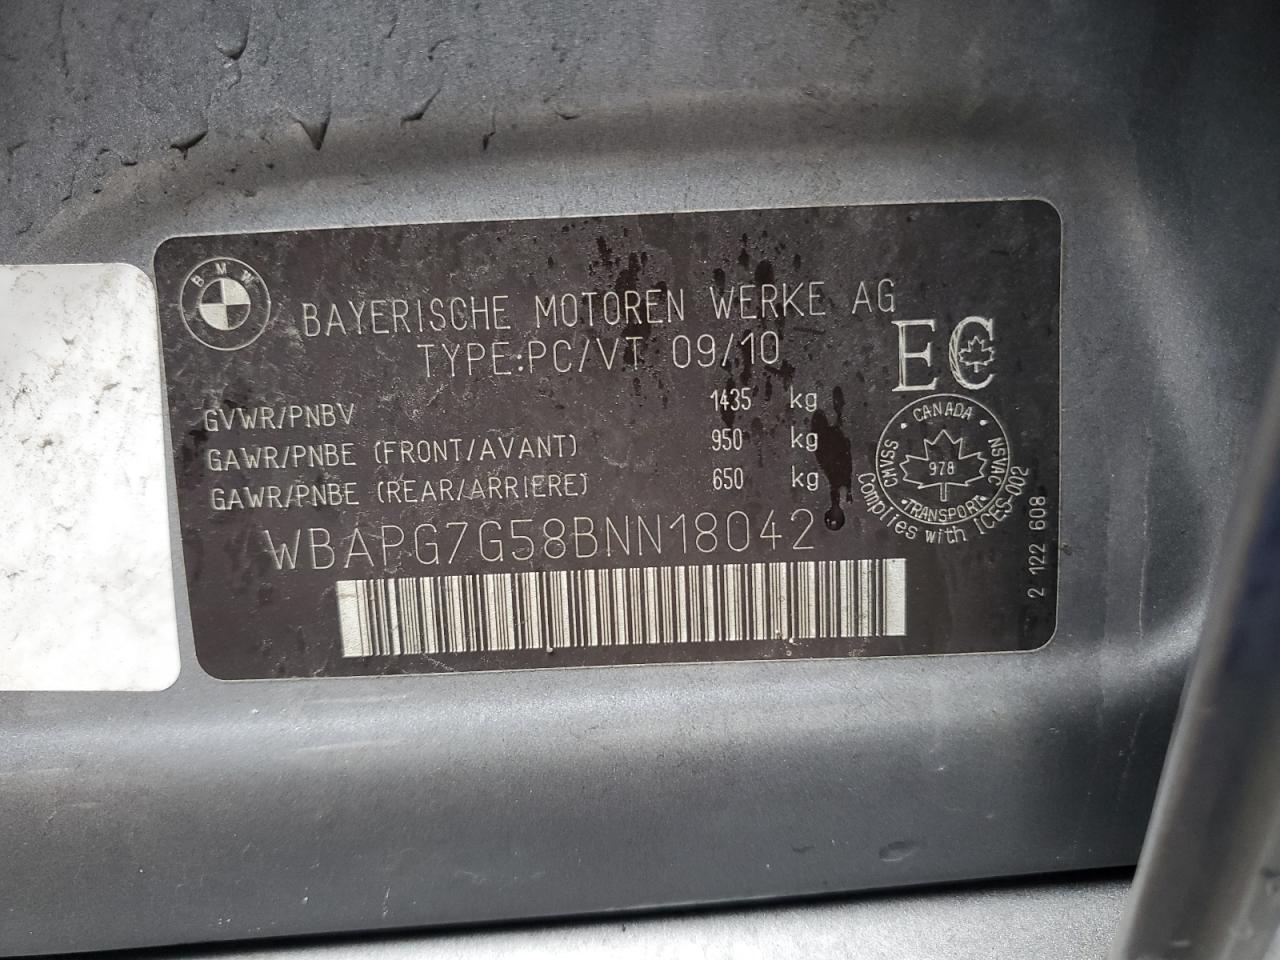 BMW
BAYERISCHE MOTOREN WERKE AG
TYPE:PC/VT 09/10
EC
GVWR/PNBV 1435 kg
GAWR/PNBE (FRONT/AVANT) 950 kg
GAWR/PNBE (REAR/ARRIERE) 650 kg
WBAPG7G58BNN18042
CANADA
CMVSS
NSVAC
978
TRANSPORT
Complies with ICES-002
2 122 608